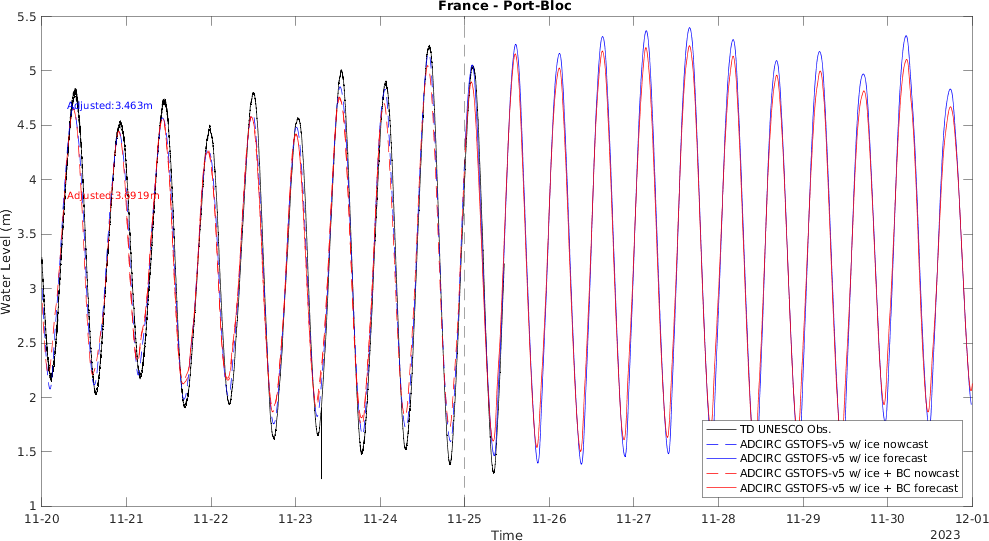 France - Port-Bloc
5.5
5
4.5
4
3.5
3
2.5
2
1.5
1
Water Level (m)
Adjusted:3.463m
Adjusted:3.6919m
TD UNESCO Obs.
ADCIRC GSTOFS-v5 w/ ice nowcast
ADCIRC GSTOFS-v5 w/ ice forecast
ADCIRC GSTOFS-v5 w/ ice + BC nowcast
ADCIRC GSTOFS-v5 w/ ice + BC forecast
11-20 11-21 11-22 11-23 11-24 11-25 11-26 11-27 11-28 11-29 11-30 12-01
Time
2023